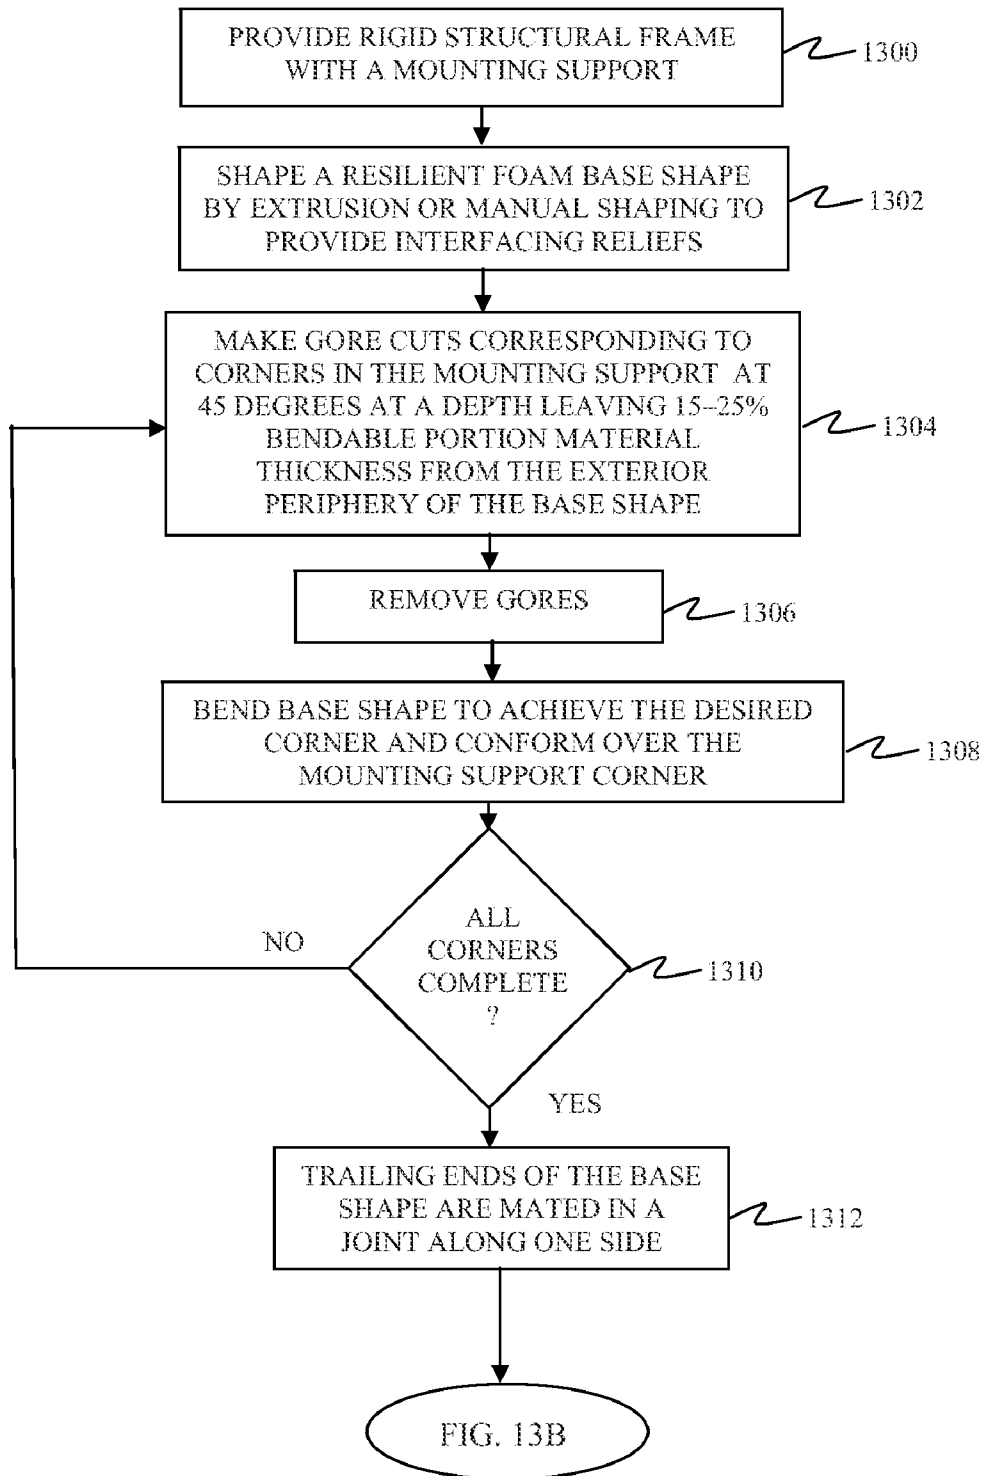 PROVIDE RIGID STRUCTURAL FRAME
WITH A MOUNTING SUPPORT
1300
SHAPE A RESILIENT FOAM BASE SHAPE
BY EXTRUSION OR MANUAL SHAPING TO
PROVIDE INTERFACING RELIEFS
1302
MAKE GORE CUTS CORRESPONDING TO
CORNERS IN THE MOUNTING SUPPORT AT
45 DEGREES AT A DEPTH LEAVING 15–25%
BENDABLE PORTION MATERIAL
THICKNESS FROM THE EXTERIOR
PERIPHERY OF THE BASE SHAPE
1304
REMOVE GORES
1306
BEND BASE SHAPE TO ACHIEVE THE DESIRED
CORNER AND CONFORM OVER THE
MOUNTING SUPPORT CORNER
1308
ALL
CORNERS
COMPLETE
?
1310
NO
YES
TRAILING ENDS OF THE BASE
SHAPE ARE MATED IN A
JOINT ALONG ONE SIDE
1312
FIG. 13B